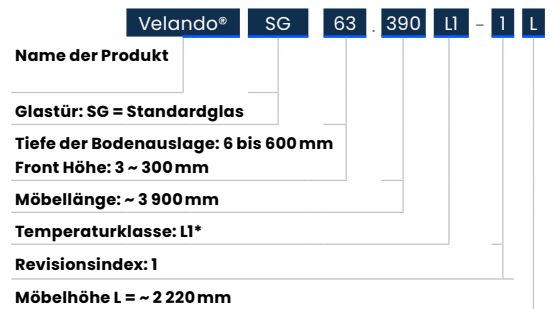 Velando® SG 63 . 390 L1 – 1 L
Name der Produkt
Glastür: SG = Standardglas
Tiefe der Bodenauslage: 6 bis 600 mm
Front Höhe: 3 ~ 300 mm
Möbellänge: ~ 3 900 mm
Temperaturklasse: L1*
Revisionsindex: 1
Möbelhöhe L = ~ 2 220 mm